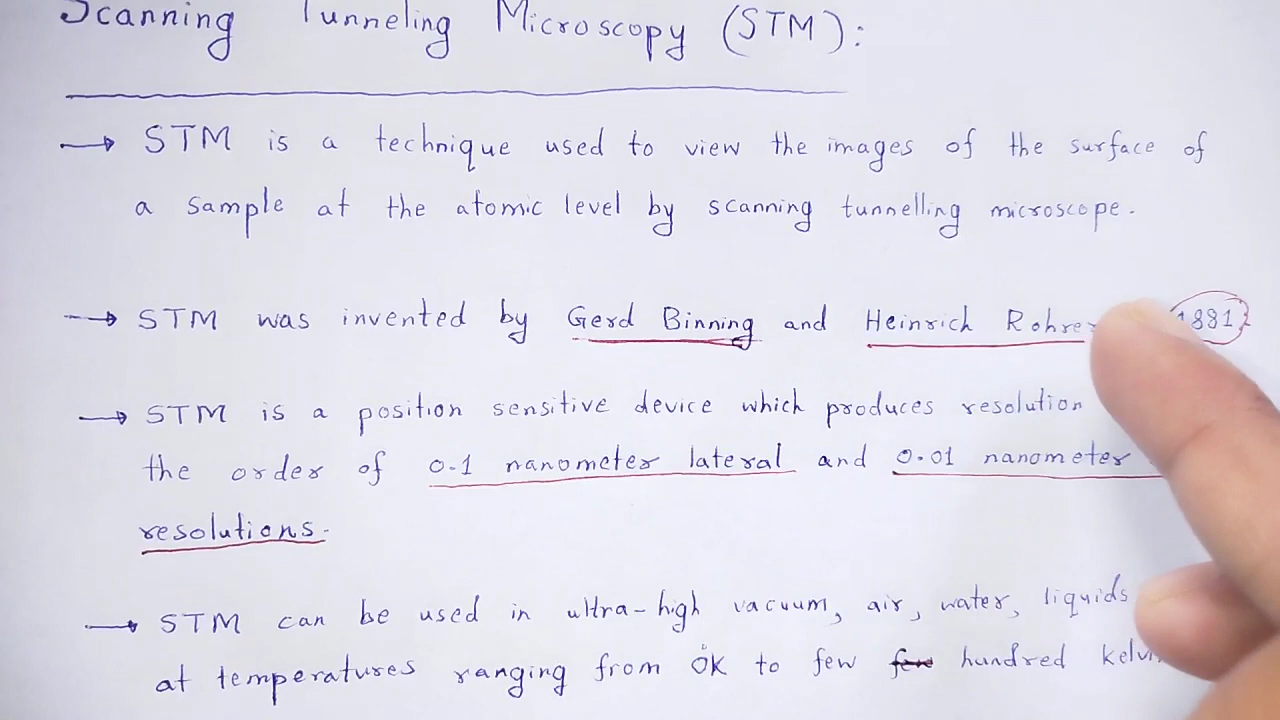 Scanning Tunneling Microscopy (STM):
→ STM is a technique used to view the images of the surface of
a sample at the atomic level by scanning tunnelling microscope.
→ STM was invented by Gerd Binning and Heinrich Rohrer 1981
→ STM is a position sensitive device which produces resolution
the order of 0.1 nanometer lateral and 0.01 nanometer
resolutions.
→ STM can be used in ultra-high vacuum, air, water, liquids
at temperatures ranging from 0K to few few hundred